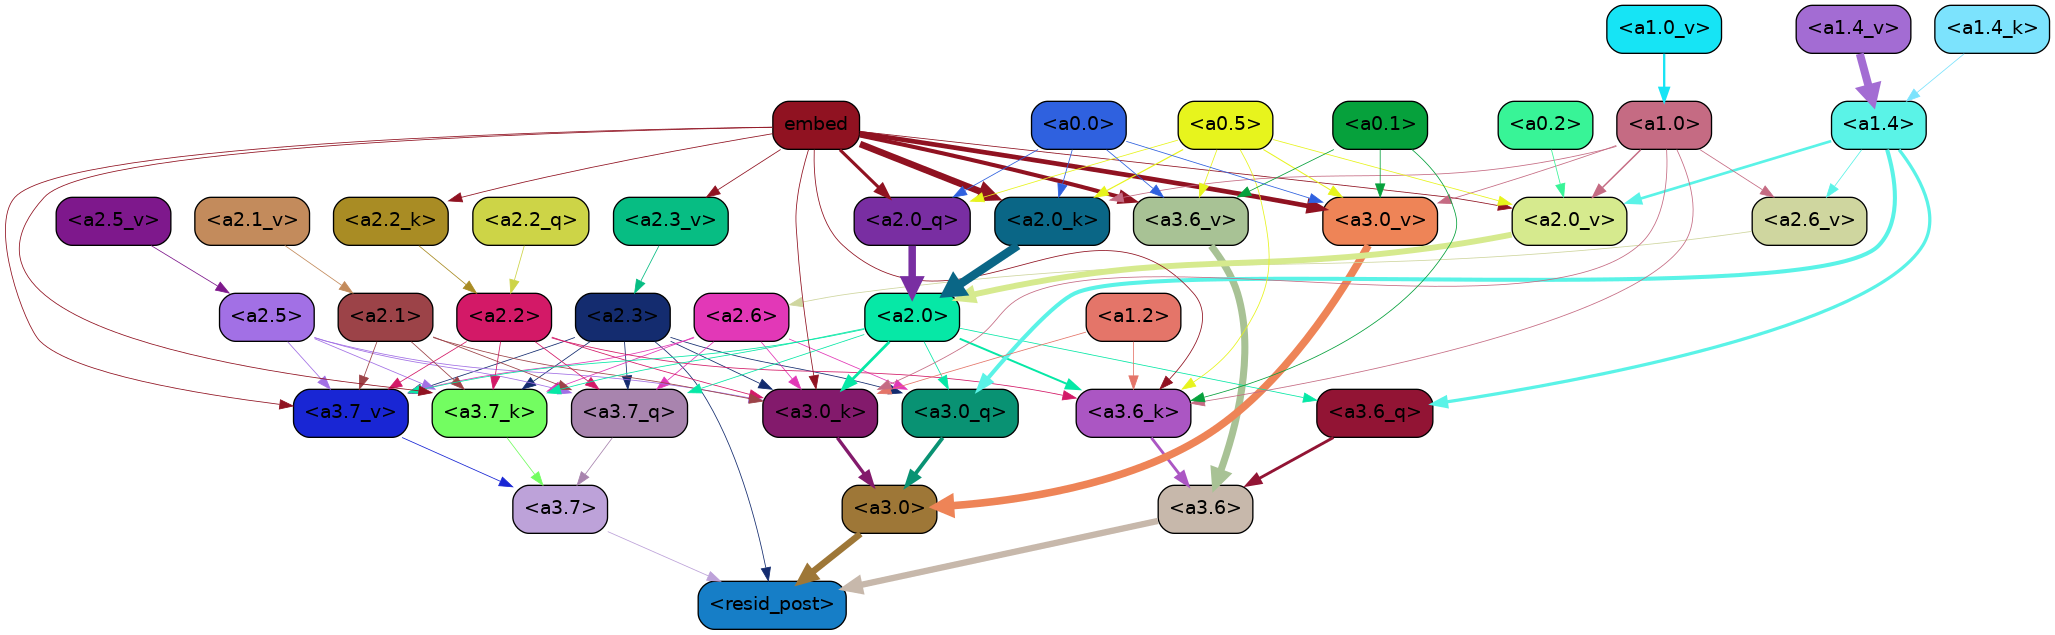 <a1.0_v>
<a1.4_v>
<a1.4_k>
embed
<a0.0>
<a0.5>
<a0.1>
<a0.2>
<a1.0>
<a1.4>
<a2.5_v>
<a2.1_v>
<a2.2_k>
<a2.2_q>
<a2.3_v>
<a2.0_q>
<a2.0_k>
<a3.6_v>
<a3.0_v>
<a2.0_v>
<a2.6_v>
<a2.5>
<a2.1>
<a2.2>
<a2.3>
<a2.6>
<a2.0>
<a1.2>
<a3.7_v>
<a3.7_k>
<a3.7_q>
<a3.0_k>
<a3.0_q>
<a3.6_k>
<a3.6_q>
<a3.7>
<a3.0>
<a3.6>
<resid_post>